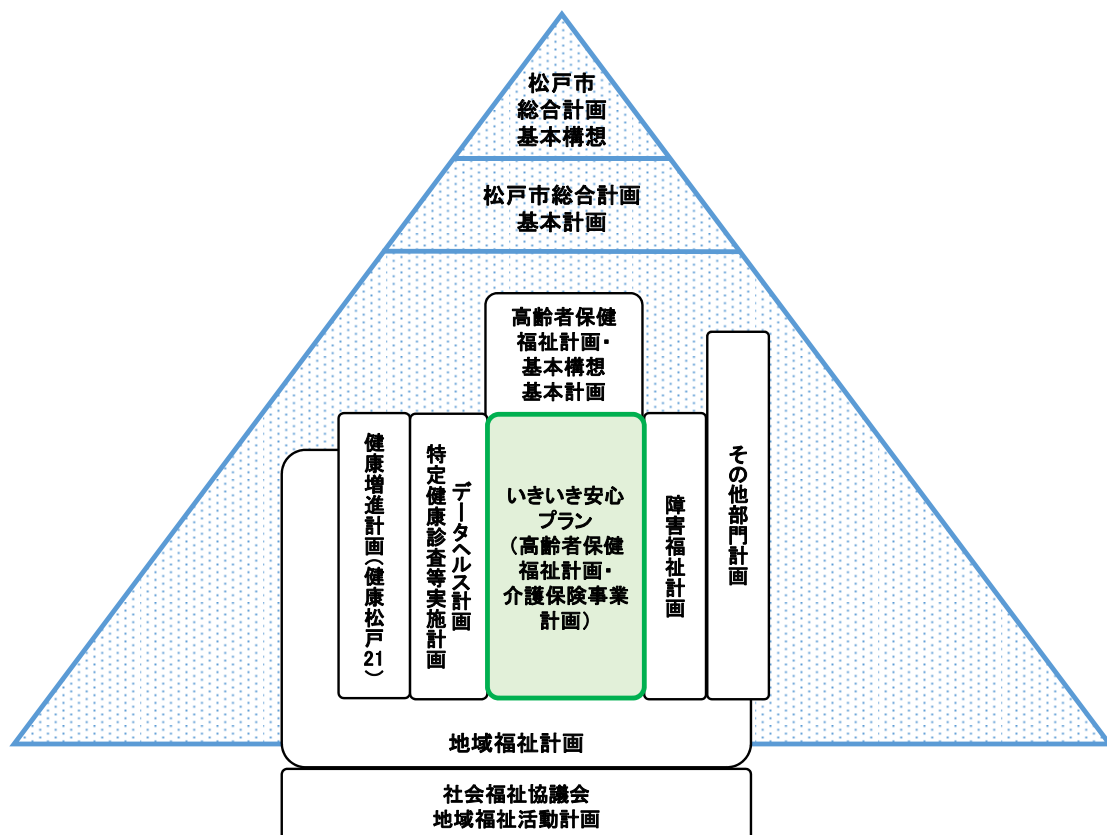 松戸市
総合計画
基本構想
松戸市総合計画
基本計画
高齢者保健
福祉計画・
基本構想
基本計画
健康増進計画(健康松戸21)
データヘルス計画
特定健康診査等実施計画
いきいき安心
プラン
(高齢者保健
福祉計画・
介護保険事業
計画)
障害福祉計画
その他部門計画
地域福祉計画
社会福祉協議会
地域福祉活動計画